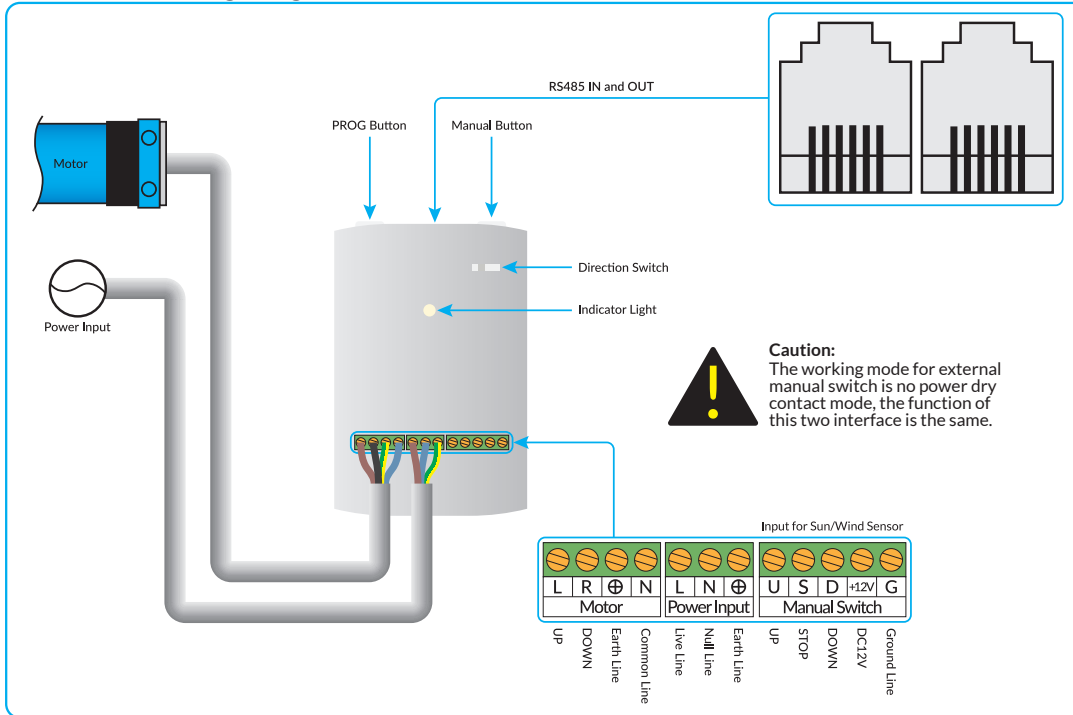 RS485 IN and OUT
PROG Button
Manual Button
Motor
Direction Switch
Power Input
Indicator Light
Caution:
The working mode for external
manual switch is no power dry
contact mode, the function of
this two interface is the same.
Input for Sun/Wind Sensor
L R N L N U S D +12V G
Motor Power Input Manual Switch
UP
DOWN
Earth Line
Common Line
Live Line
Null Line
Earth Line
UP
STOP
DOWN
DC12V
Ground Line